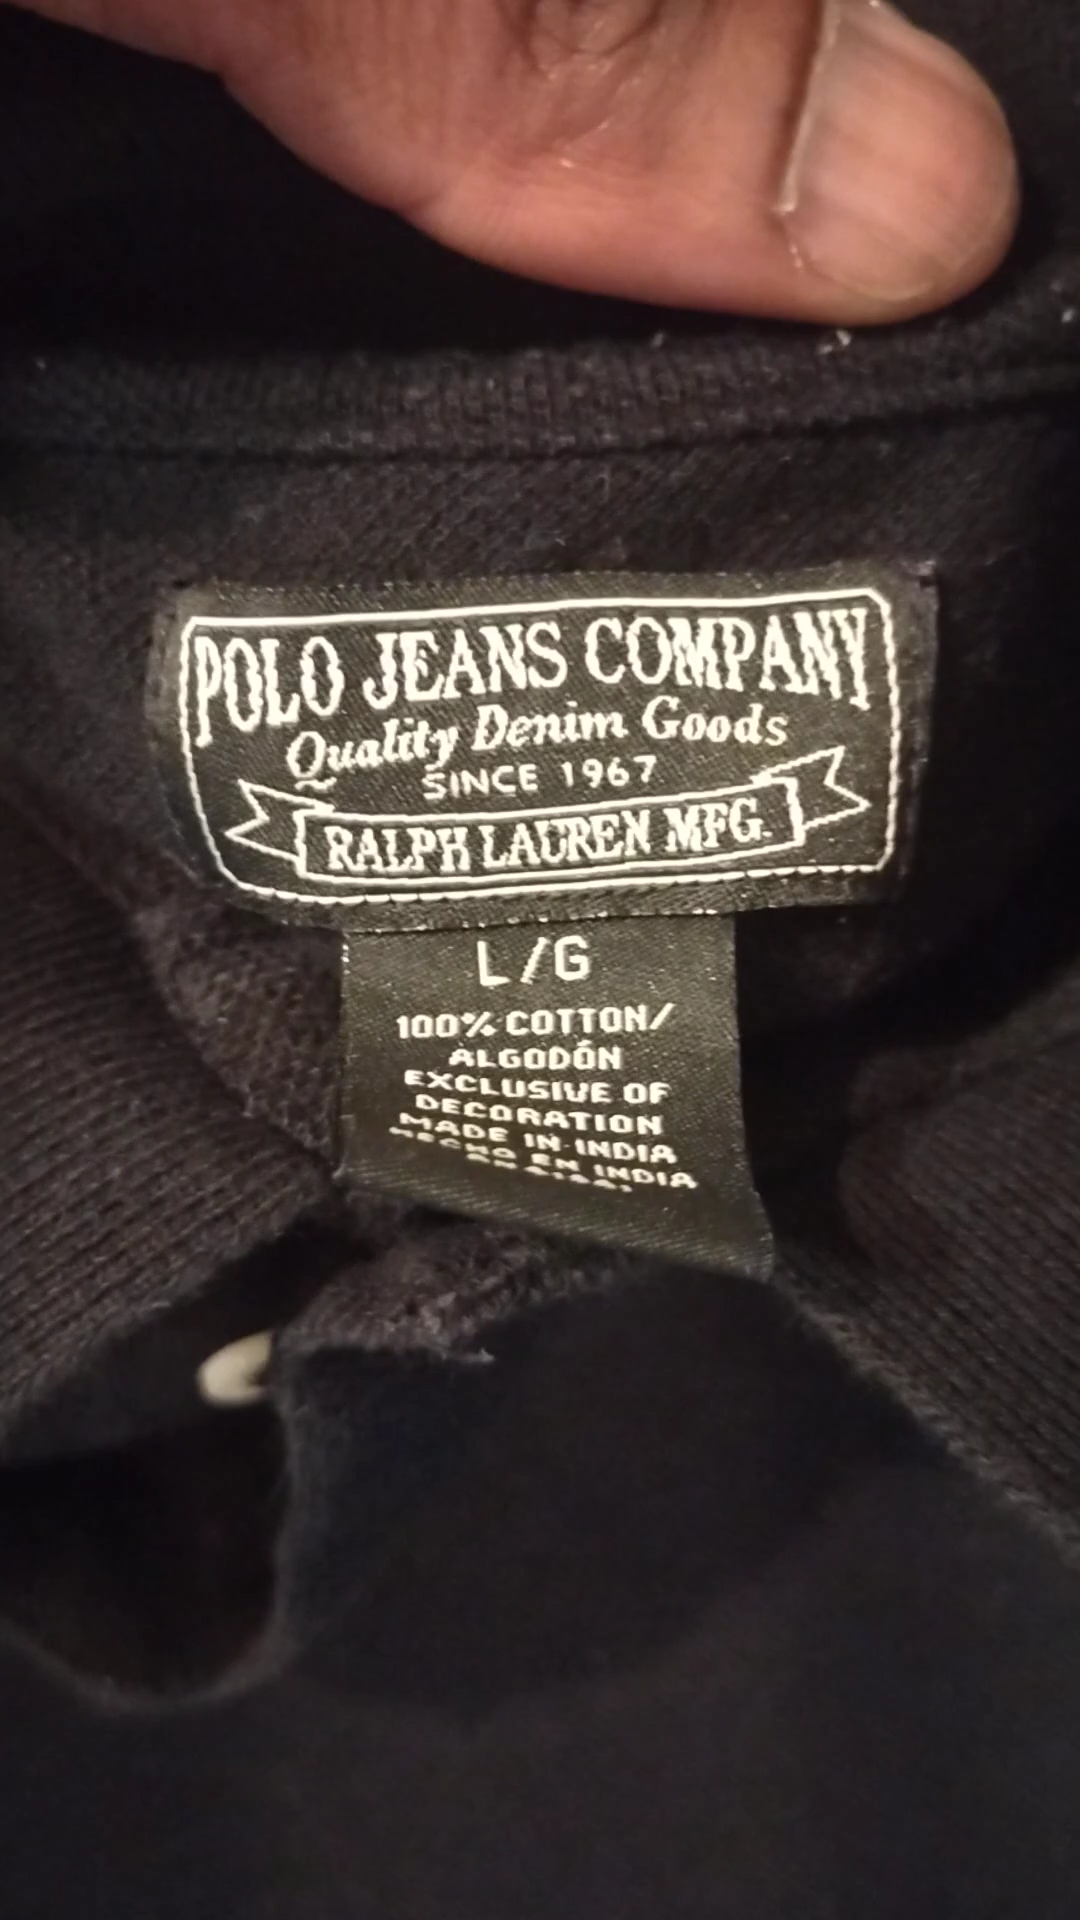 POLO JEANS COMPANY
Quality Denim Goods
SINCE 1967
RALPH LAUREN MFG.
L/G
100% COTTON/
ALGODÓN
EXCLUSIVE OF
DECORATION
MADE IN INDIA
HECHO EN INDIA